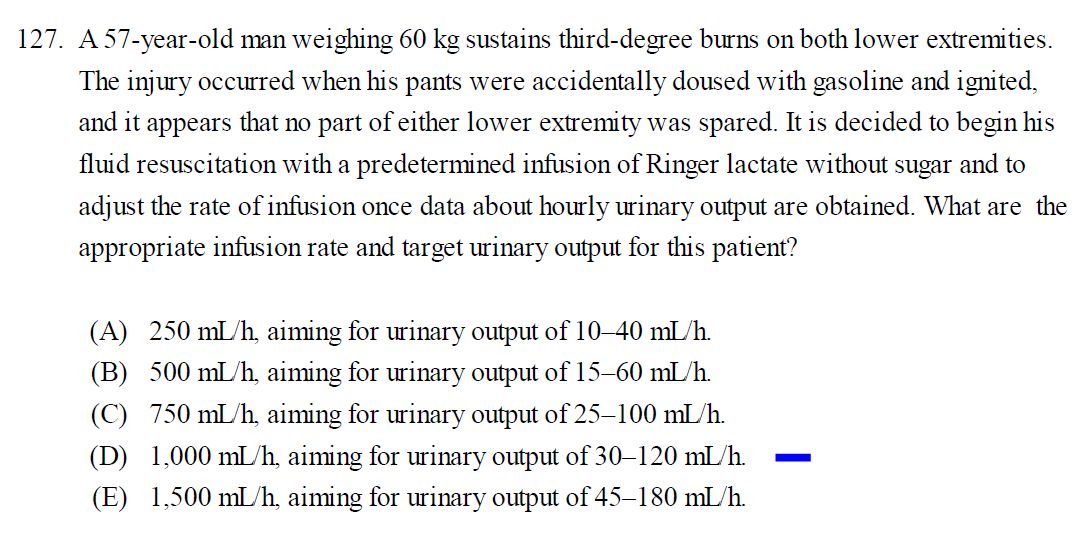 127. A 57-year-old man weighing 60 kg sustains third-degree burns on both lower extremities.
The injury occurred when his pants were accidentally doused with gasoline and ignited,
and it appears that no part of either lower extremity was spared. It is decided to begin his
fluid resuscitation with a predetermined infusion of Ringer lactate without sugar and to
adjust the rate of infusion once data about hourly urinary output are obtained. What are the
appropriate infusion rate and target urinary output for this patient?
(A) 250 mL/h, aiming for urinary output of 10–40 mL/h.
(B) 500 mL/h, aiming for urinary output of 15–60 mL/h.
(C) 750 mL/h, aiming for urinary output of 25–100 mL/h.
(D) 1,000 mL/h, aiming for urinary output of 30–120 mL/h.
(E) 1,500 mL/h, aiming for urinary output of 45–180 mL/h.